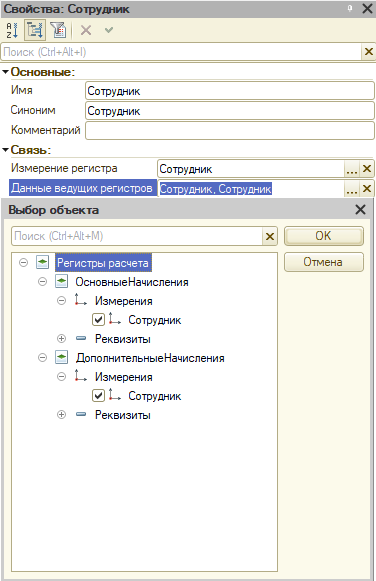 Свойства: Сотрудник
Поиск (Ctrl+Alt+I)
Основные:
Имя Сотрудник
Синоним Сотрудник
Комментарий
Связь:
Измерение регистра Сотрудник ...
Данные ведущих регистров Сотрудник, Сотрудник ...
Выбор объекта
Поиск (Ctrl+Alt+M) OK
Регистры расчета Отмена
ОсновныеНачисления
Измерения
Сотрудник
Реквизиты
ДополнительныеНачисления
Измерения
Сотрудник
Реквизиты